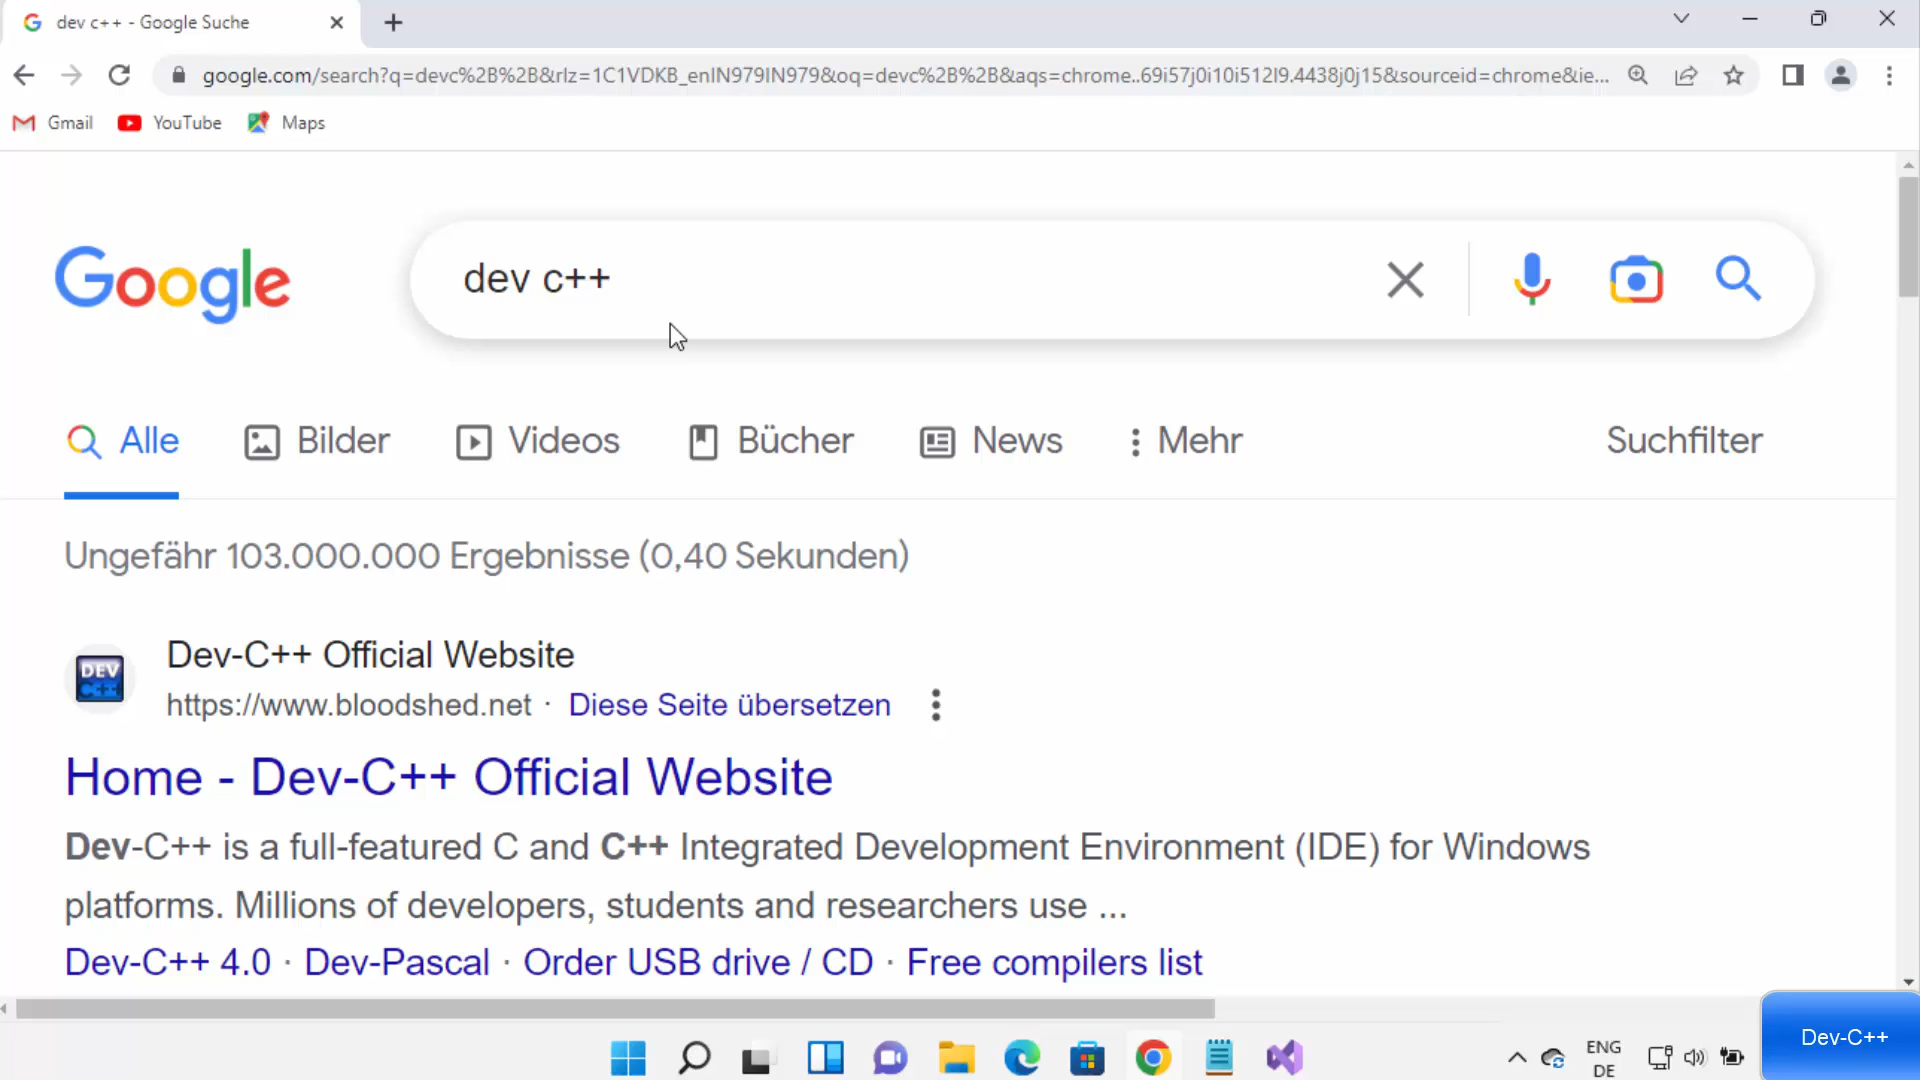 dev c++ - Google Suche
google.com/search?q=devc%2B%2B&rlz=1C1VDKB_enIN979IN979&oq=devc%2B%2B&aqs=chrome..69i57j0i10i512l9.4438j0j15&sourceid=chrome&ie...
Gmail YouTube Maps
Google dev c++
Alle Bilder Videos Bücher News Mehr Suchfilter
Ungefähr 103.000.000 Ergebnisse (0,40 Sekunden)
DEV C++ Dev-C++ Official Website
https://www.bloodshed.net · Diese Seite übersetzen
Home - Dev-C++ Official Website
Dev-C++ is a full-featured C and C++ Integrated Development Environment (IDE) for Windows
platforms. Millions of developers, students and researchers use ...
Dev-C++ 4.0 · Dev-Pascal · Order USB drive / CD · Free compilers list
ENG
DE
Dev-C++